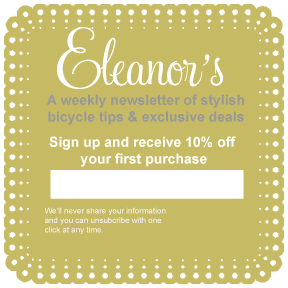 Eleanor's
A weekly newsletter of stylish
bicycle tips & exclusive deals
Sign up and receive 10% off
your first purchase
We'll never share your information
and you can unsubcribe with one
click at any time.